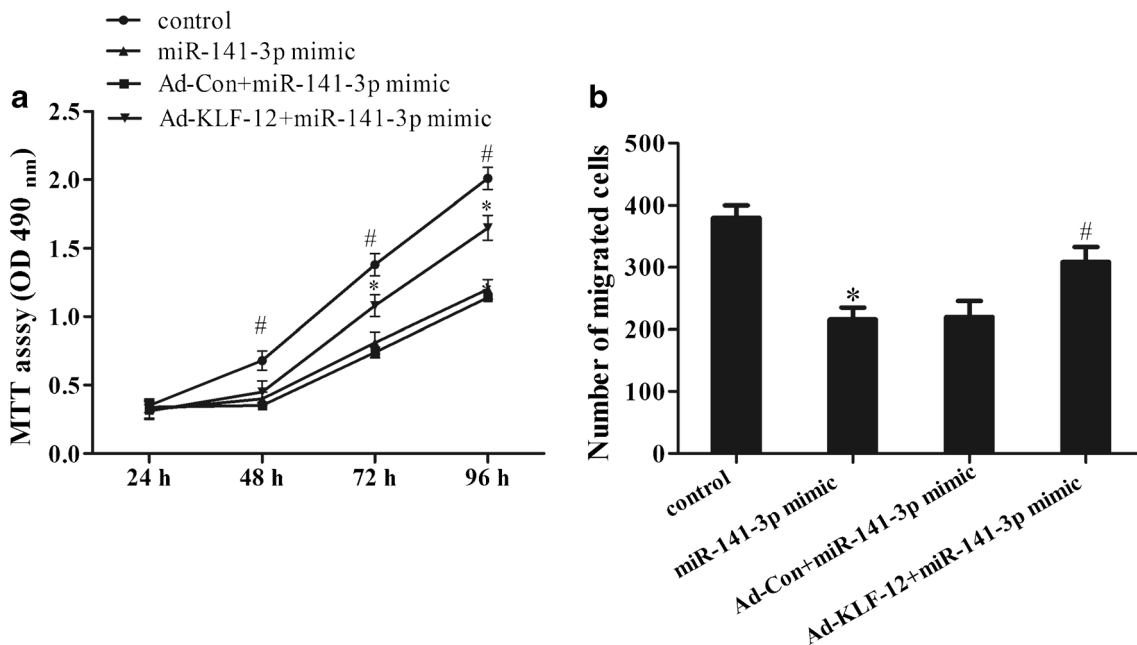 control
miR-141-3p mimic
Ad-Con+miR-141-3p mimic
Ad-KLF-12+miR-141-3p mimic
a
MTT asssy (OD 490 nm)
2.5
2.0
1.5
1.0
0.5
0.0
24 h
48 h
72 h
96 h
#
#
#
*
*
*
b
Number of migrated cells
500
400
300
200
100
0
*
#
control
miR-141-3p mimic
Ad-Con+miR-141-3p mimic
Ad-KLF-12+miR-141-3p mimic